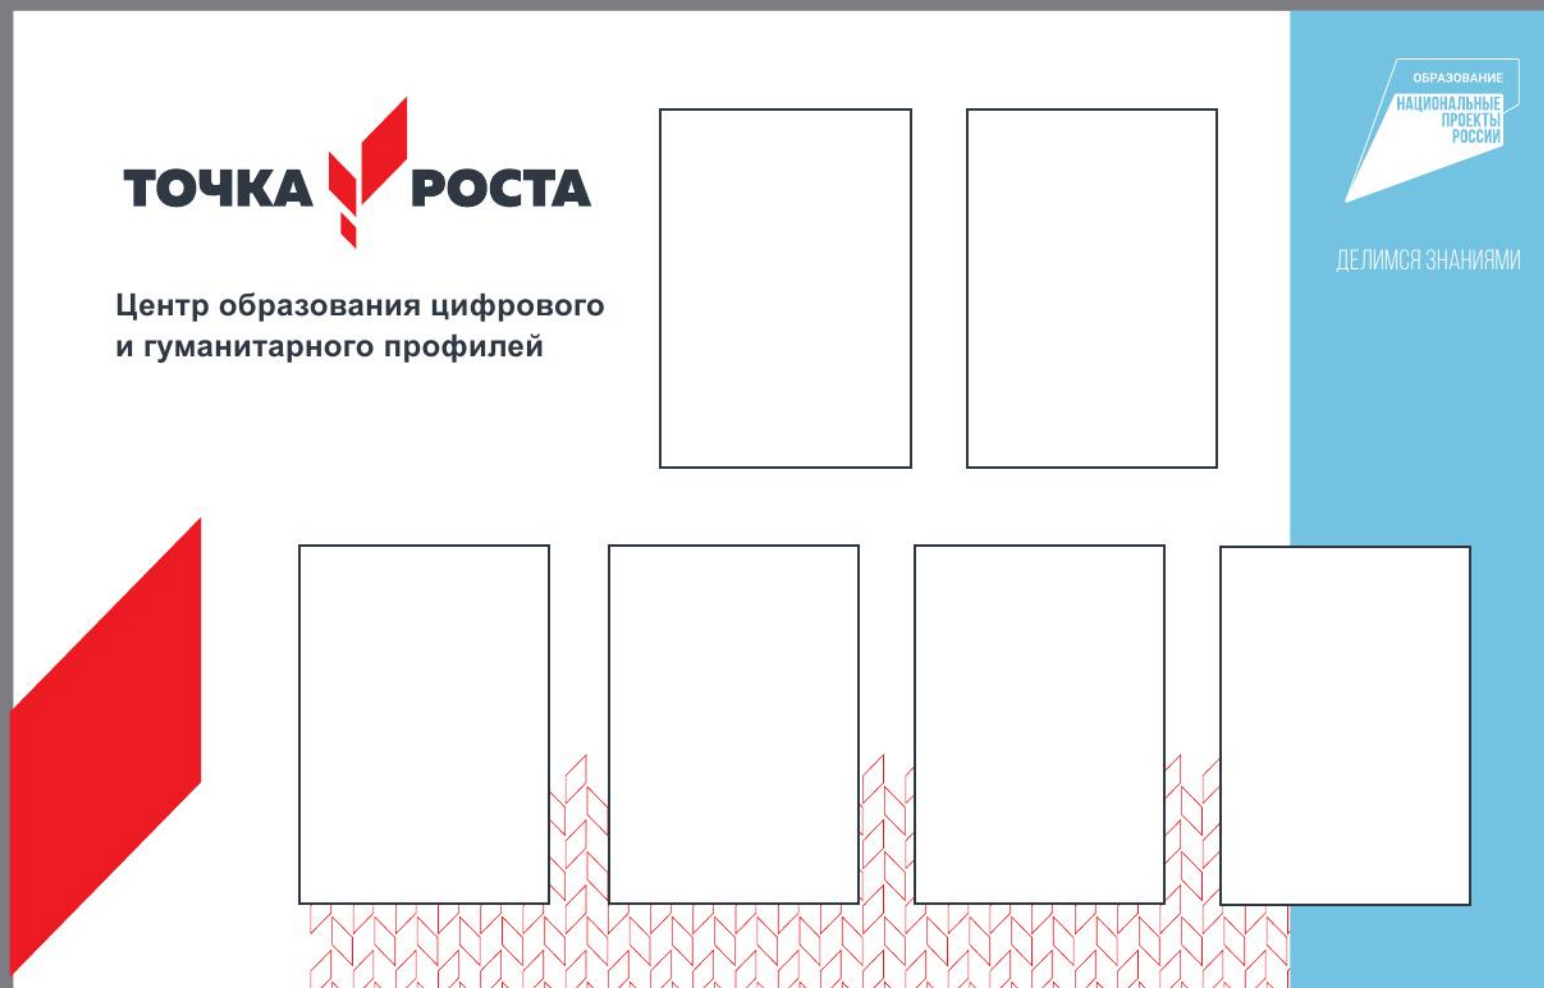 ТОЧКА РОСТА
Центр образования цифрового
и гуманитарного профилей
ОБРАЗОВАНИЕ
НАЦИОНАЛЬНЫЕ
ПРОЕКТЫ
РОССИИ
ДЕЛИМСЯ ЗНАНИЯМИ